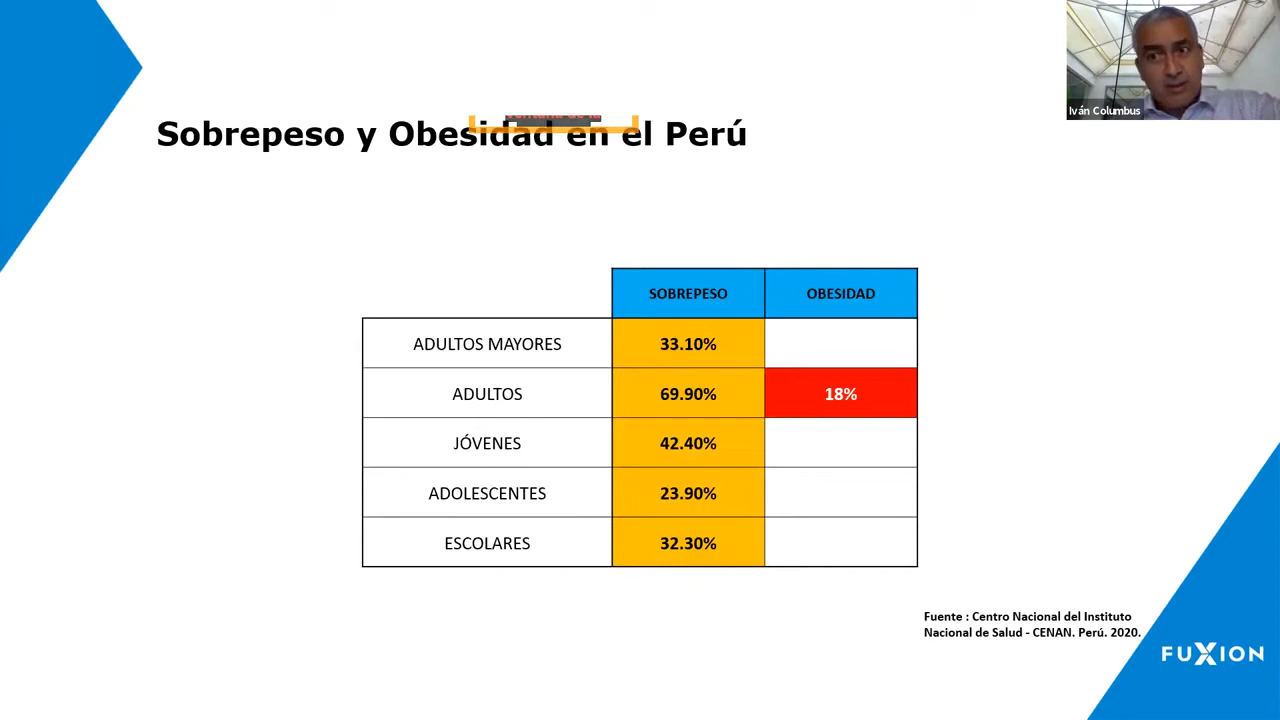 Iván Columbus
Sobrepeso y Obesidad en el Perú
SOBREPESO OBESIDAD
ADULTOS MAYORES 33.10%
ADULTOS 69.90% 18%
JÓVENES 42.40%
ADOLESCENTES 23.90%
ESCOLARES 32.30%
Fuente : Centro Nacional del Instituto
Nacional de Salud - CENAN. Perú. 2020.
FUXION